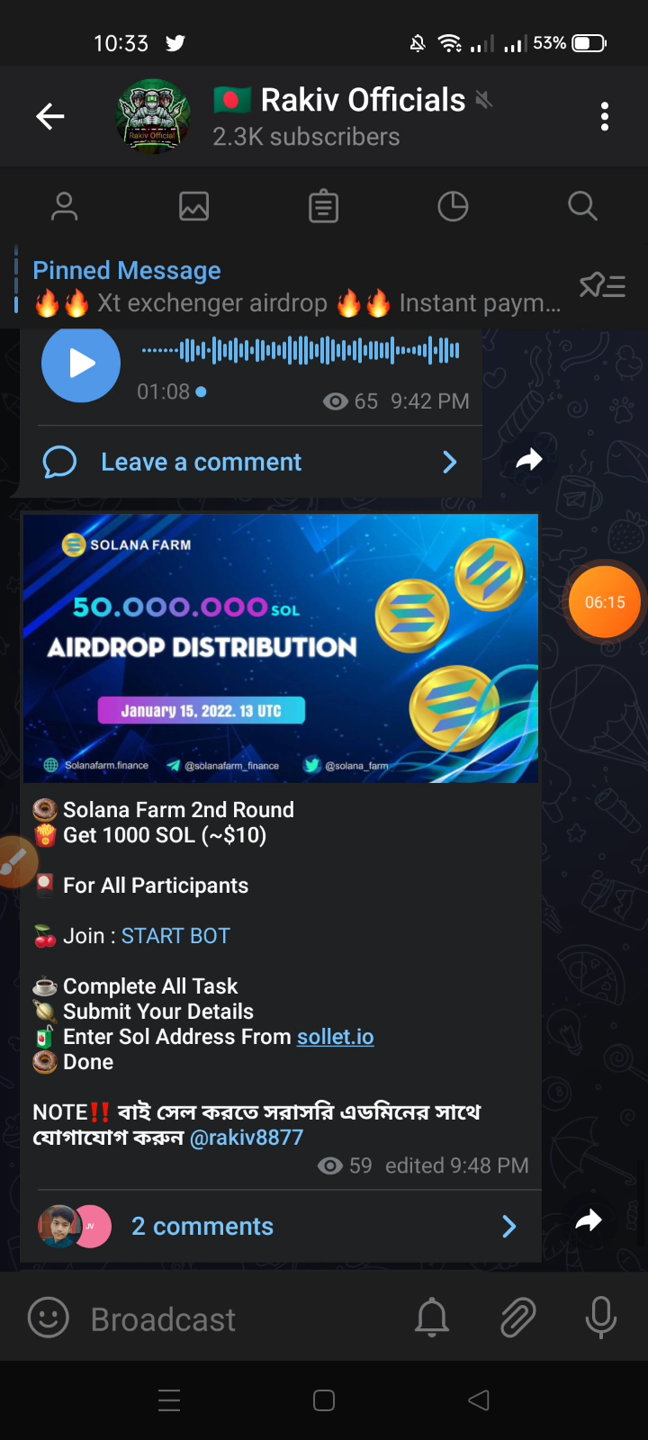 10:33
53%
🇧🇩 Rakiv Officials
2.3K subscribers
Rakiv Official
Pinned Message
🔥🔥 Xt exchenger airdrop 🔥🔥 Instant paym...
01:08
65 9:42 PM
Leave a comment
06:15
SOLANA FARM
50.000.000 SOL
AIRDROP DISTRIBUTION
January 15, 2022. 13 UTC
Solanafarm.finance @solanafarm_finance @solana_farm
🍩 Solana Farm 2nd Round
🍟 Get 1000 SOL (~$10)
🎴 For All Participants
🍒 Join : START BOT
☕ Complete All Task
🪐 Submit Your Details
🧃 Enter Sol Address From sollet.io
🍩 Done
NOTE‼️ বাই সেল করতে সরাসরি এডমিনের সাথে
যোগাযোগ করুন @rakiv8877
59 edited 9:48 PM
JV
2 comments
Broadcast